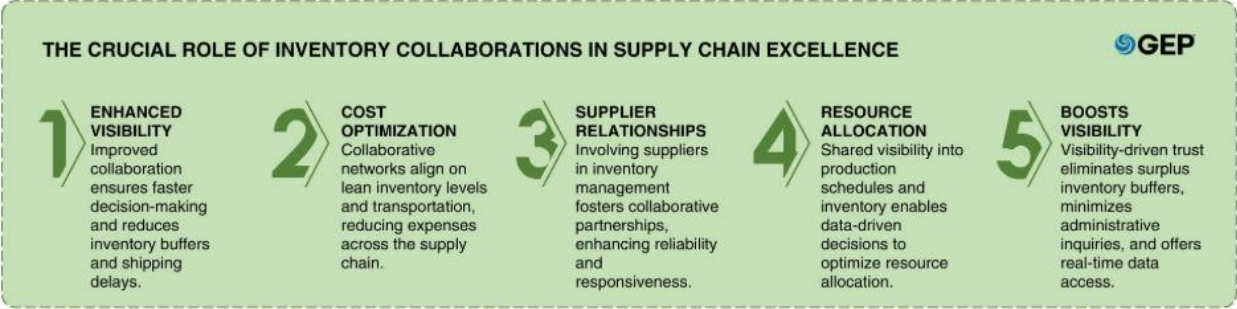 THE CRUCIAL ROLE OF INVENTORY COLLABORATIONS IN SUPPLY CHAIN EXCELLENCE
GEP
1
ENHANCED
VISIBILITY
Improved
collaboration
ensures faster
decision-making
and reduces
inventory buffers
and shipping
delays.
2
COST
OPTIMIZATION
Collaborative
networks align on
lean inventory levels
and transportation,
reducing expenses
across the supply
chain.
3
SUPPLIER
RELATIONSHIPS
Involving suppliers
in inventory
management
fosters collaborative
partnerships,
enhancing reliability
and
responsiveness.
4
RESOURCE
ALLOCATION
Shared visibility into
production
schedules and
inventory enables
data-driven
decisions to
optimize resource
allocation.
5
BOOSTS
VISIBILITY
Visibility-driven trust
eliminates surplus
inventory buffers,
minimizes
administrative
inquiries, and offers
real-time data
access.